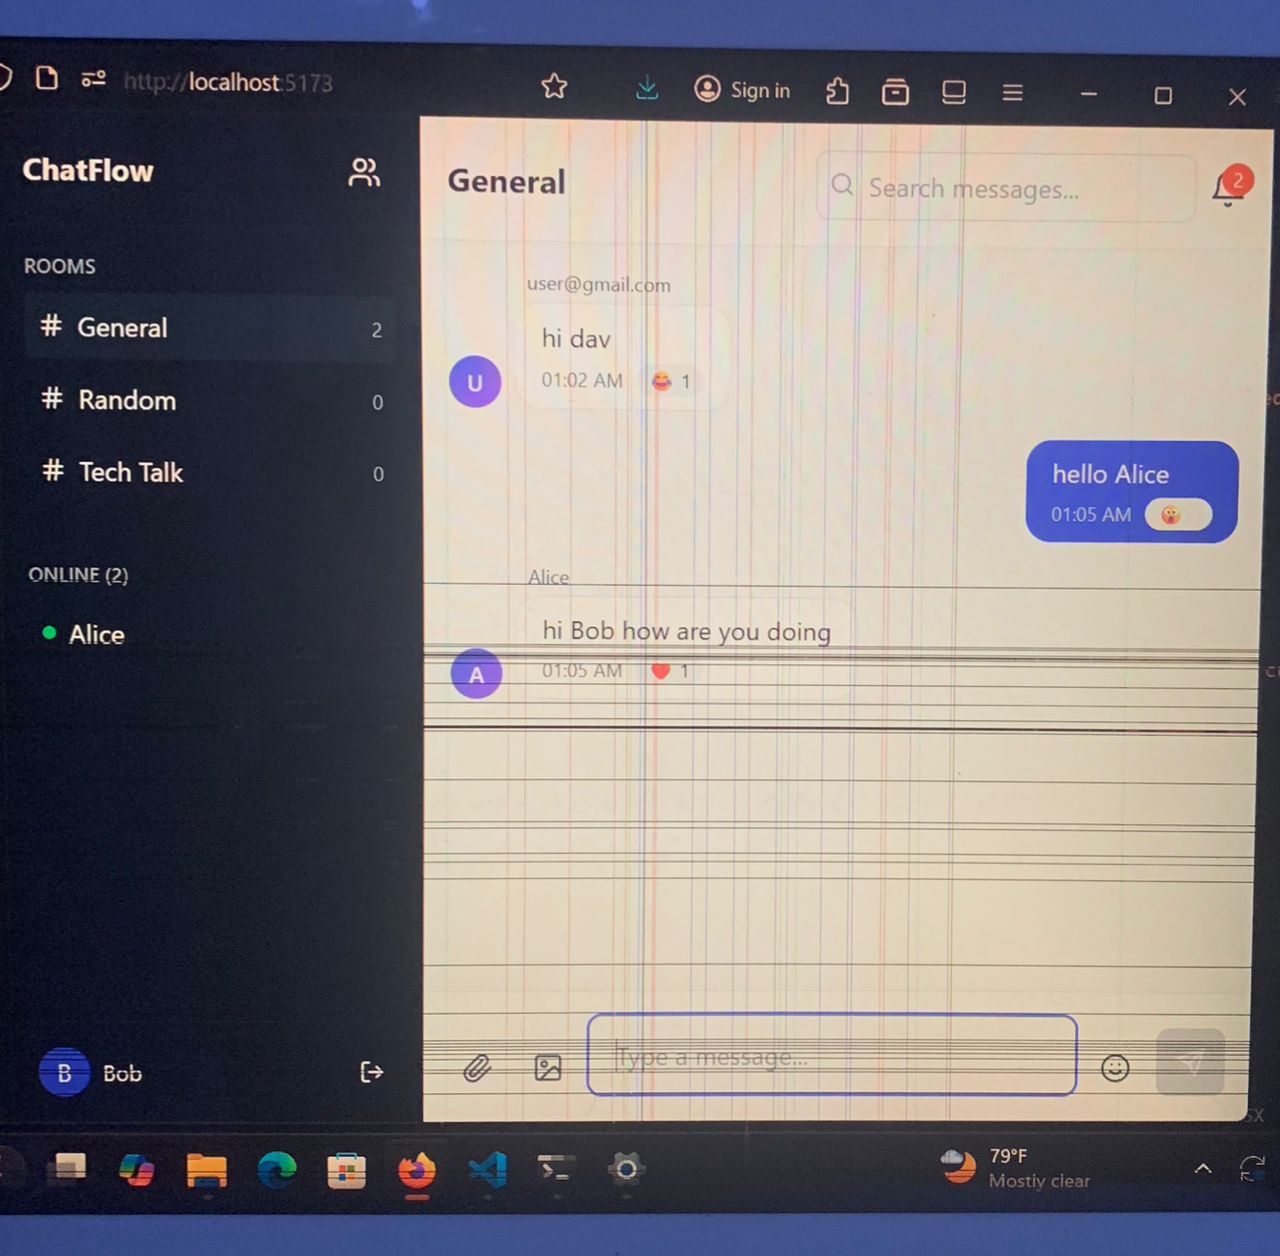 http://localhost:5173
Sign in
ChatFlow
ROOMS
# General 2
# Random 0
# Tech Talk 0
ONLINE (2)
Alice
B Bob
General
Search messages...
2
user@gmail.com
hi dav
U
01:02 AM 1
hello Alice
01:05 AM
Alice
hi Bob how are you doing
A
01:05 AM 1
Type a message...
79°F
Mostly clear